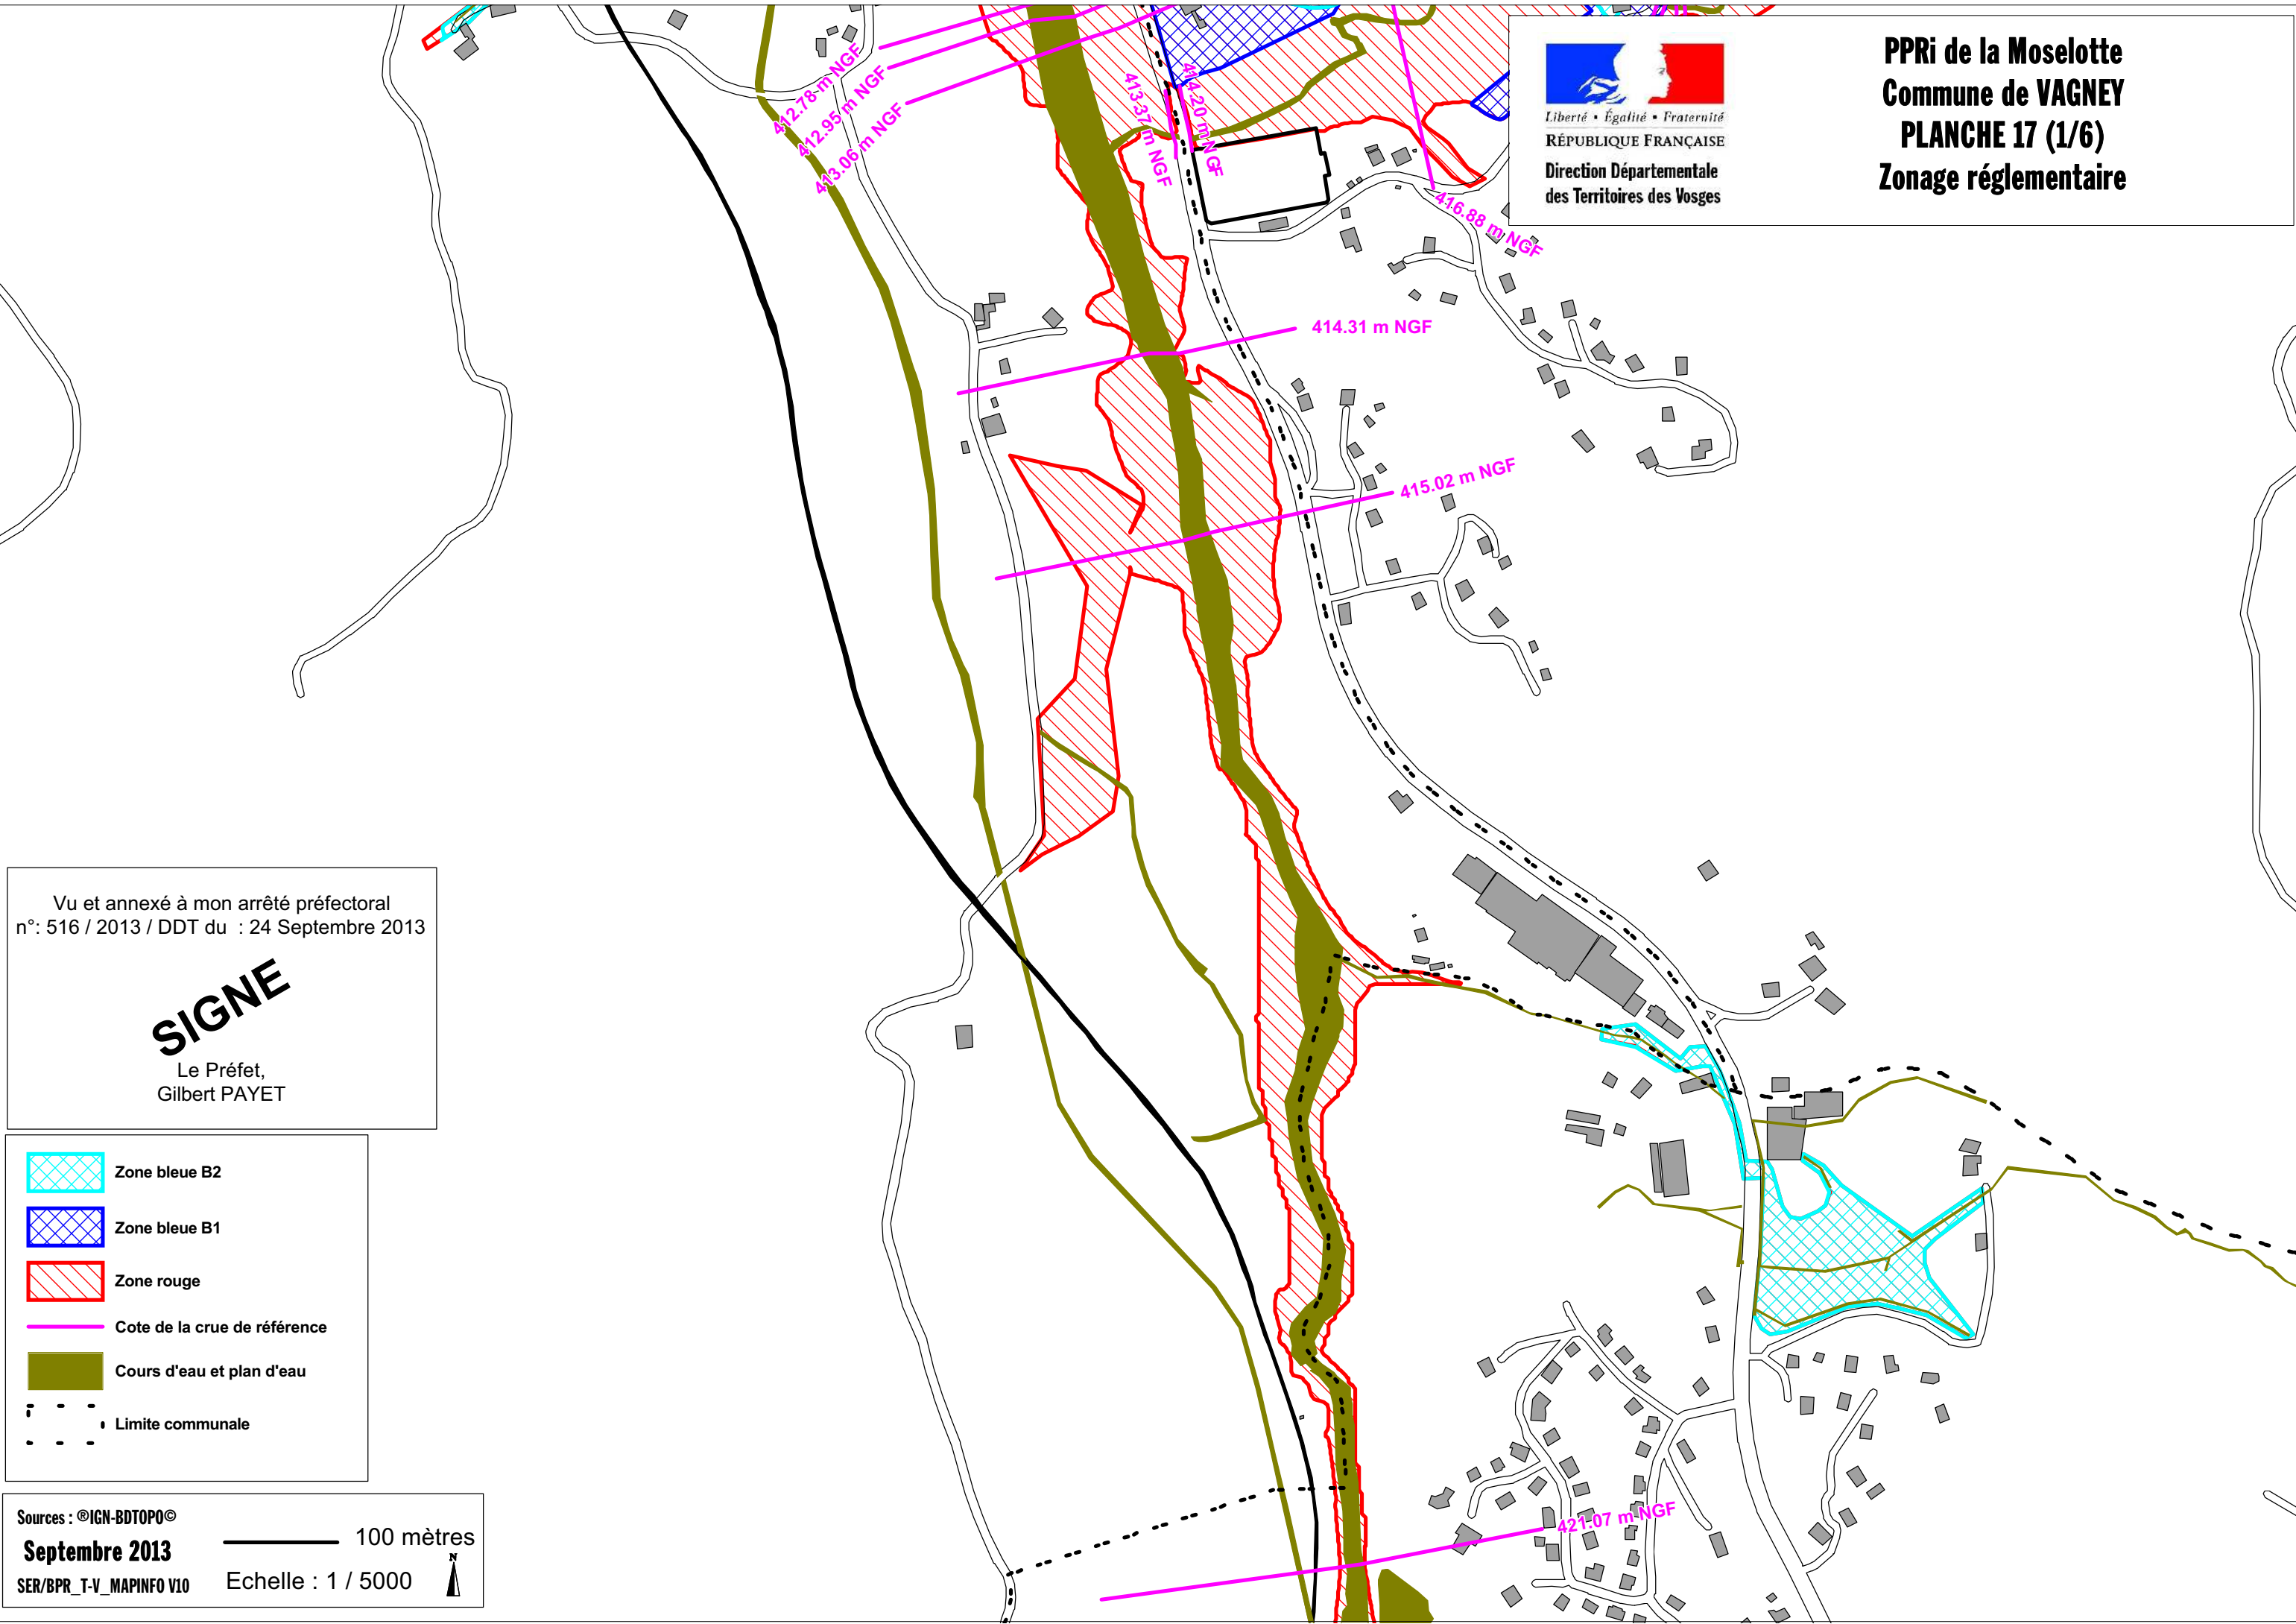 PPRi de la Moselotte
Commune de VAGNEY
PLANCHE 17 (1/6)
Zonage réglementaire
Liberté • Égalité • Fraternité
RÉPUBLIQUE FRANÇAISE
Direction Départementale
des Territoires des Vosges
412.78 m NGF
412.95 m NGF
413.06 m NGF
413.37 m NGF
414.20 m NGF
416.88 m NGF
414.31 m NGF
415.02 m NGF
421.07 m NGF
Vu et annexé à mon arrêté préfectoral
n°: 516 / 2013 / DDT du : 24 Septembre 2013
SIGNE
Le Préfet,
Gilbert PAYET
Zone bleue B2
Zone bleue B1
Zone rouge
Cote de la crue de référence
Cours d'eau et plan d'eau
Limite communale
Sources : ®IGN-BDTOPO©
Septembre 2013
SER/BPR_T-V_MAPINFO V10
100 mètres
Echelle : 1 / 5000
N